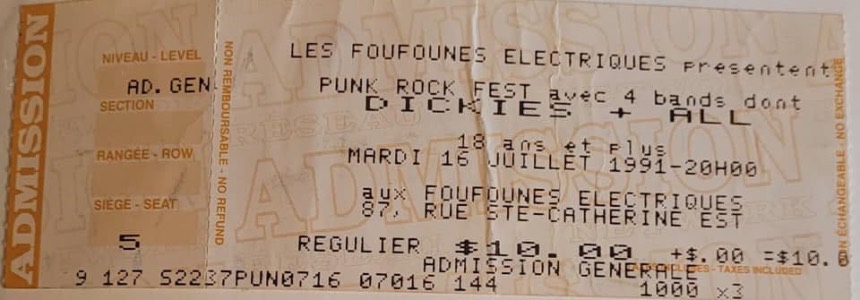 ADMISSION
NIVEAU - LEVEL
AD. GEN
SECTION
RANGÉE - ROW
SIÈGE - SEAT
5
NON REMBOURSABLE - NO REFUND
LES FOUFOUNES ELECTRIQUES presentent
PUNK ROCK FEST avec 4 bands dont
DICKIES + ALL
18 ans et plus
MARDI 16 JUILLET 1991-20H00
aux FOUFOUNES ELECTRIQUES
87, RUE STE-CATHERINE EST
REGULIER $10.00 +$.00 =$10.0
ADMISSION GENERALE
TAXES INCLUDED
9 127 S2237PUN0716 07016 144 1000 x3
NON ÉCHANGEABLE - NO EXCHANGE